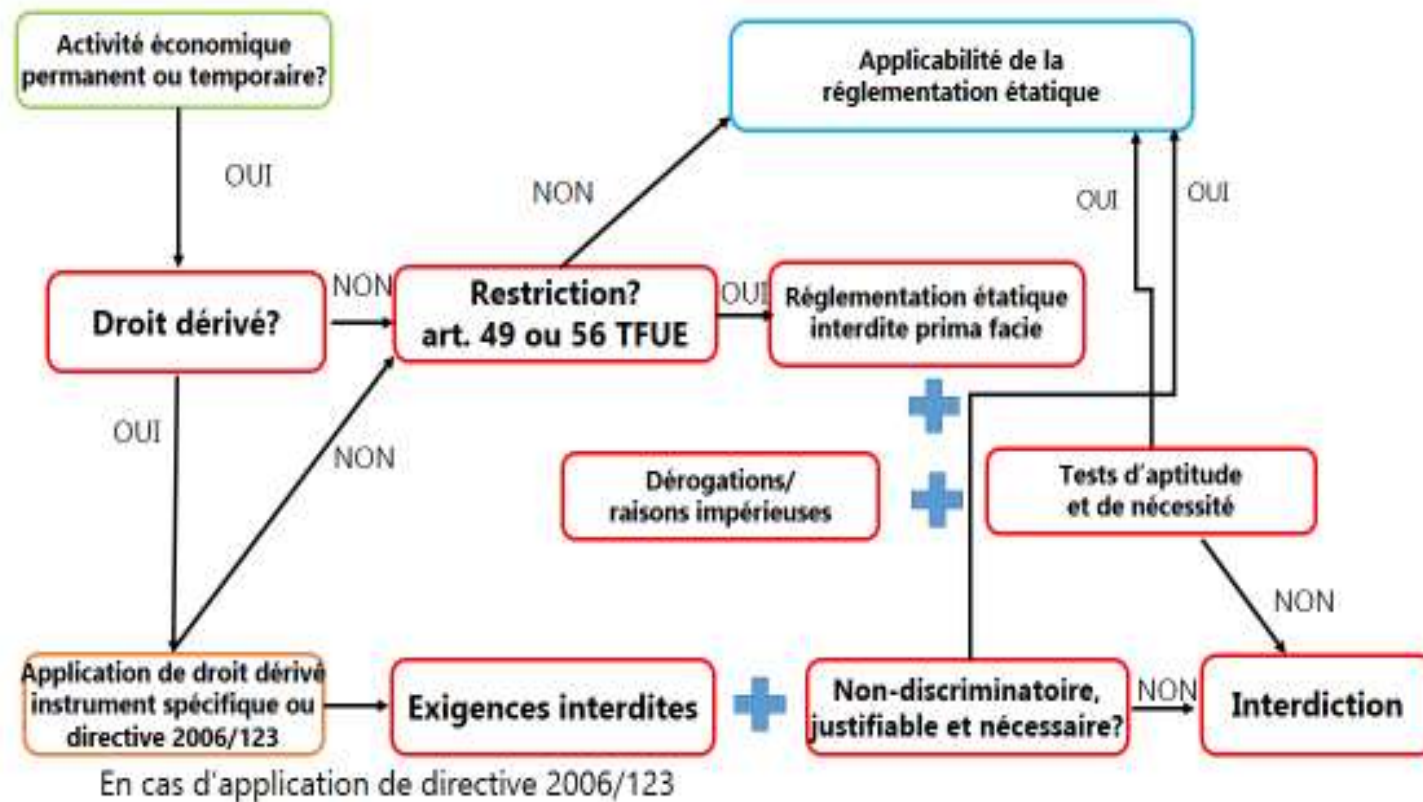 Activité économique
permanent ou temporaire?
Applicabilité de la
réglementation étatique
OUI
NON
OUI
OUI
Droit dérivé?
NON
Restriction?
art. 49 ou 56 TFUE
OUI
Réglementation étatique
interdite prima facie
OUI
NON
Dérogations/
raisons impérieuses
Tests d'aptitude
et de nécessité
NON
Application de droit dérivé
instrument spécifique ou
directive 2006/123
Exigences interdites
Non-discriminatoire,
justifiable et nécessaire?
NON
Interdiction
En cas d'application de directive 2006/123